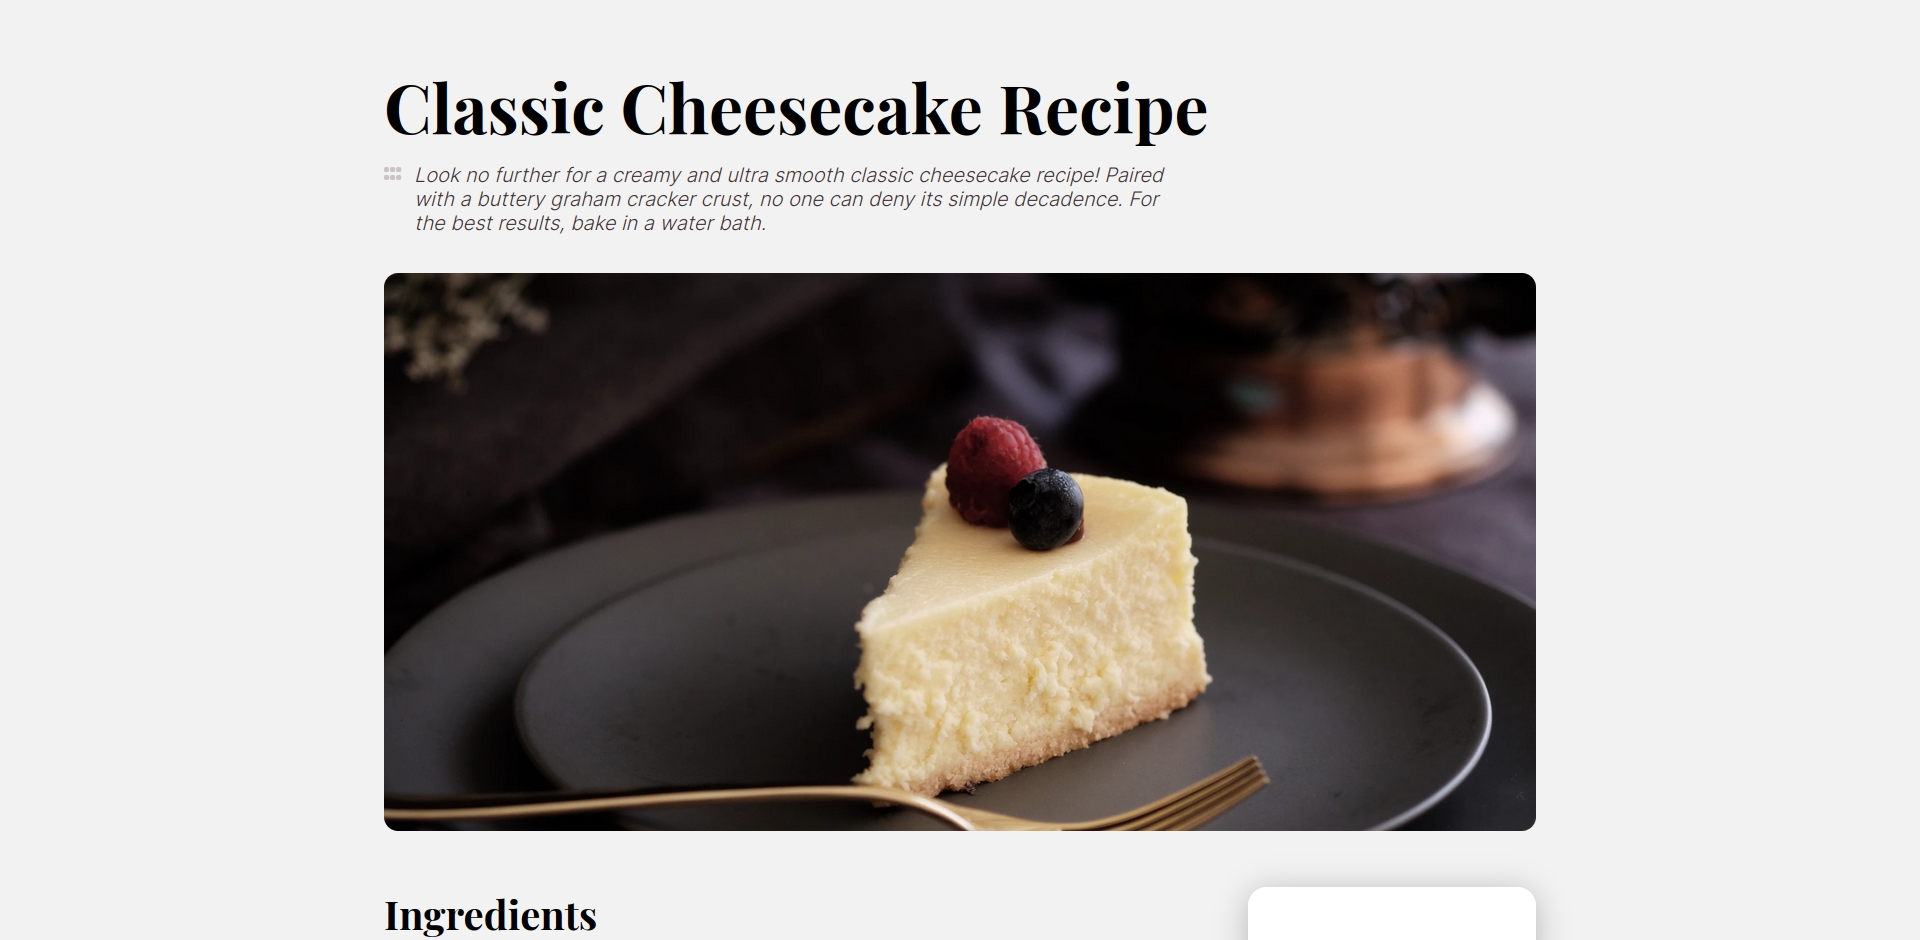 Classic Cheesecake Recipe
Look no further for a creamy and ultra smooth classic cheesecake recipe! Paired
with a buttery graham cracker crust, no one can deny its simple decadence. For
the best results, bake in a water bath.
Ingredients